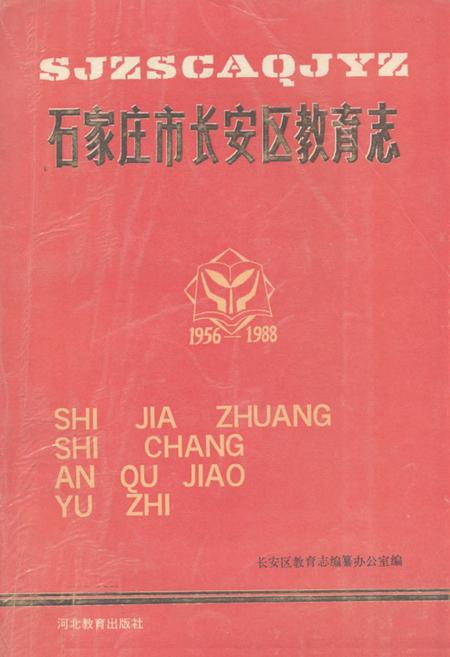 SJZSCAQJYZ
石家庄市长安区教育志
1956—1988
SHI JIA ZHUANG
SHI CHANG
AN QU JIAO
YU ZHI
长安区教育志编纂办公室编
河北教育出版社